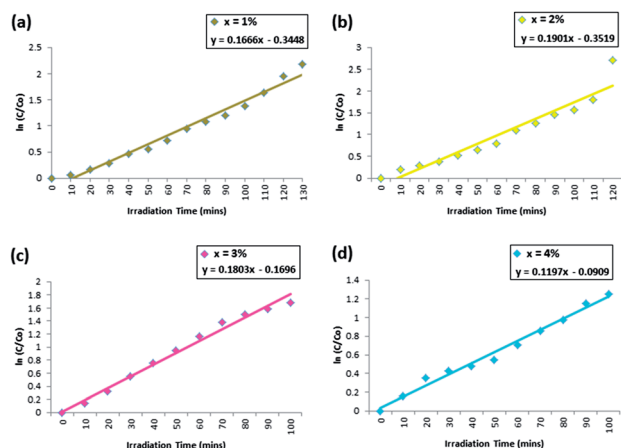 (a)
x = 1%
y = 0.1666x - 0.3448
ln (C/Co)
2.5
2
1.5
1
0.5
0
0 10 20 30 40 50 60 70 80 90 100 110 120 130
Irradiation Time (mins)
(b)
x = 2%
y = 0.1901x - 0.3519
ln (C/Co)
3
2.5
2
1.5
1
0.5
0
0 10 20 30 40 50 60 70 80 90 100 110 120
Irradiation Time (mins)
(c)
x = 3%
y = 0.1803x - 0.1696
ln (C/Co)
2
1.8
1.6
1.4
1.2
1
0.8
0.6
0.4
0.2
0
0 10 20 30 40 50 60 70 80 90 100
Irradiation Time (mins)
(d)
x = 4%
y = 0.1197x - 0.0909
ln (C/Co)
1.4
1.2
1
0.8
0.6
0.4
0.2
0
0 10 20 30 40 50 60 70 80 90 100
Irradiation Time (mins)